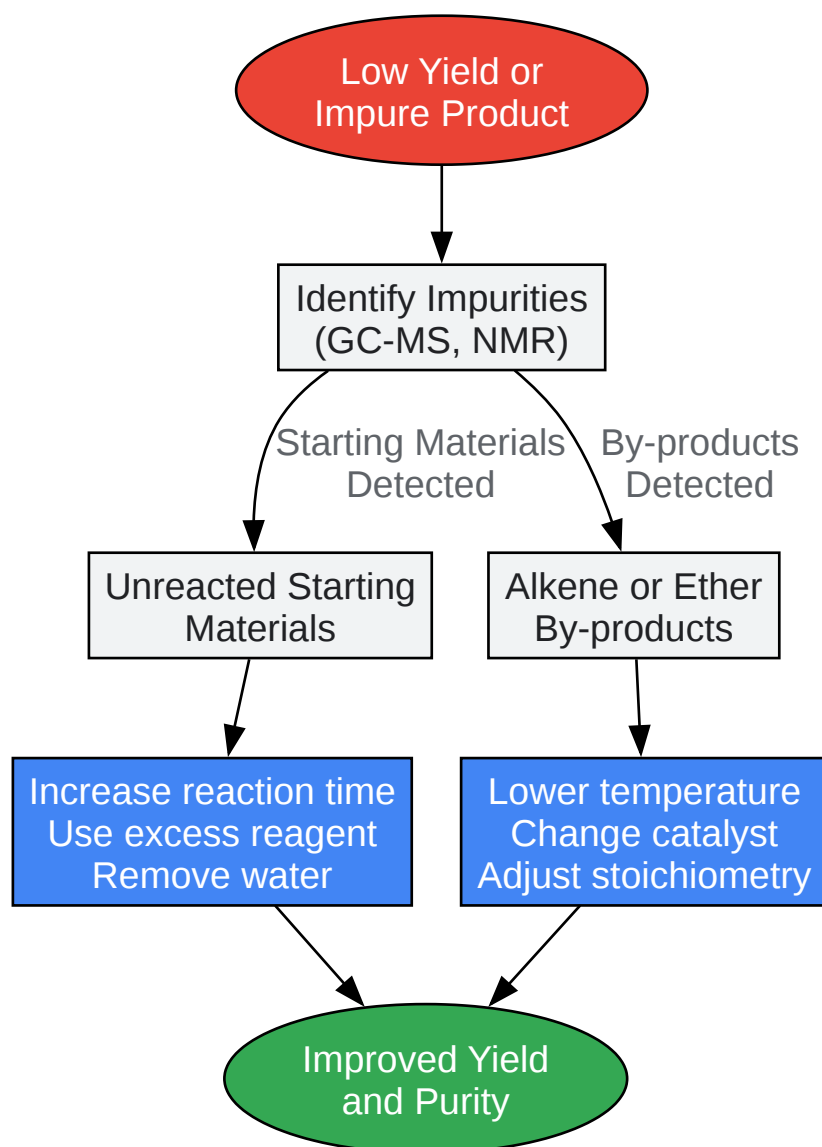 Low Yield or
Impure Product
Identify Impurities
(GC-MS, NMR)
Starting Materials
Detected
By-products
Detected
Unreacted Starting
Materials
Alkene or Ether
By-products
Increase reaction time
Use excess reagent
Remove water
Lower temperature
Change catalyst
Adjust stoichiometry
Improved Yield
and Purity